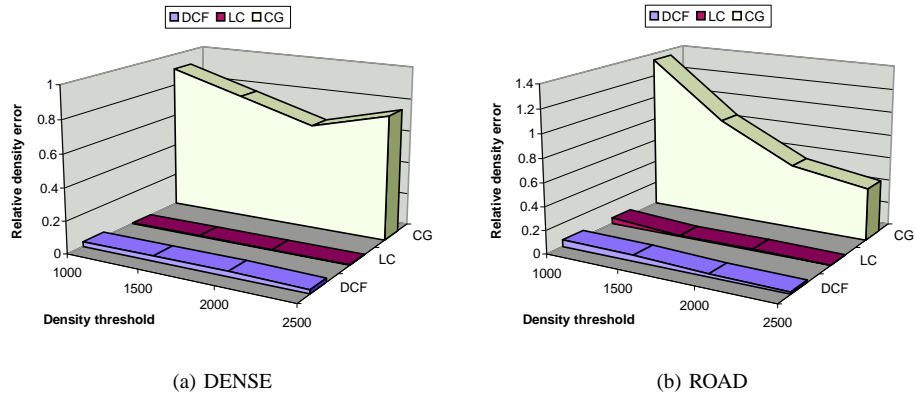 DCF LC CG
1
0.8
0.6
0.4
0.2
0
Relative density error
1000
1500
2000
2500
Density threshold
DCF
LC
CG
(a) DENSE
DCF LC CG
1.4
1.2
1
0.8
0.6
0.4
0.2
0
Relative density error
1000
1500
2000
2500
Density threshold
DCF
LC
CG
(b) ROAD